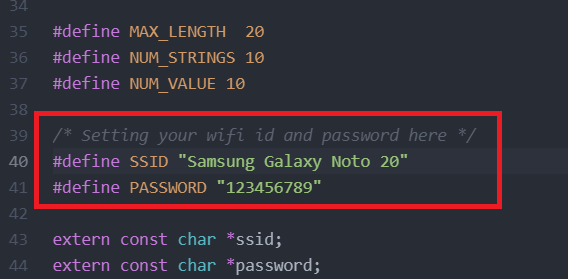 34
35 #define MAX_LENGTH  20
36 #define NUM_STRINGS 10
37 #define NUM_VALUE 10
38
39 /* Setting your wifi id and password here */
40 #define SSID "Samsung Galaxy Noto 20"
41 #define PASSWORD "123456789"
42
43 extern const char *ssid;
44 extern const char *password;